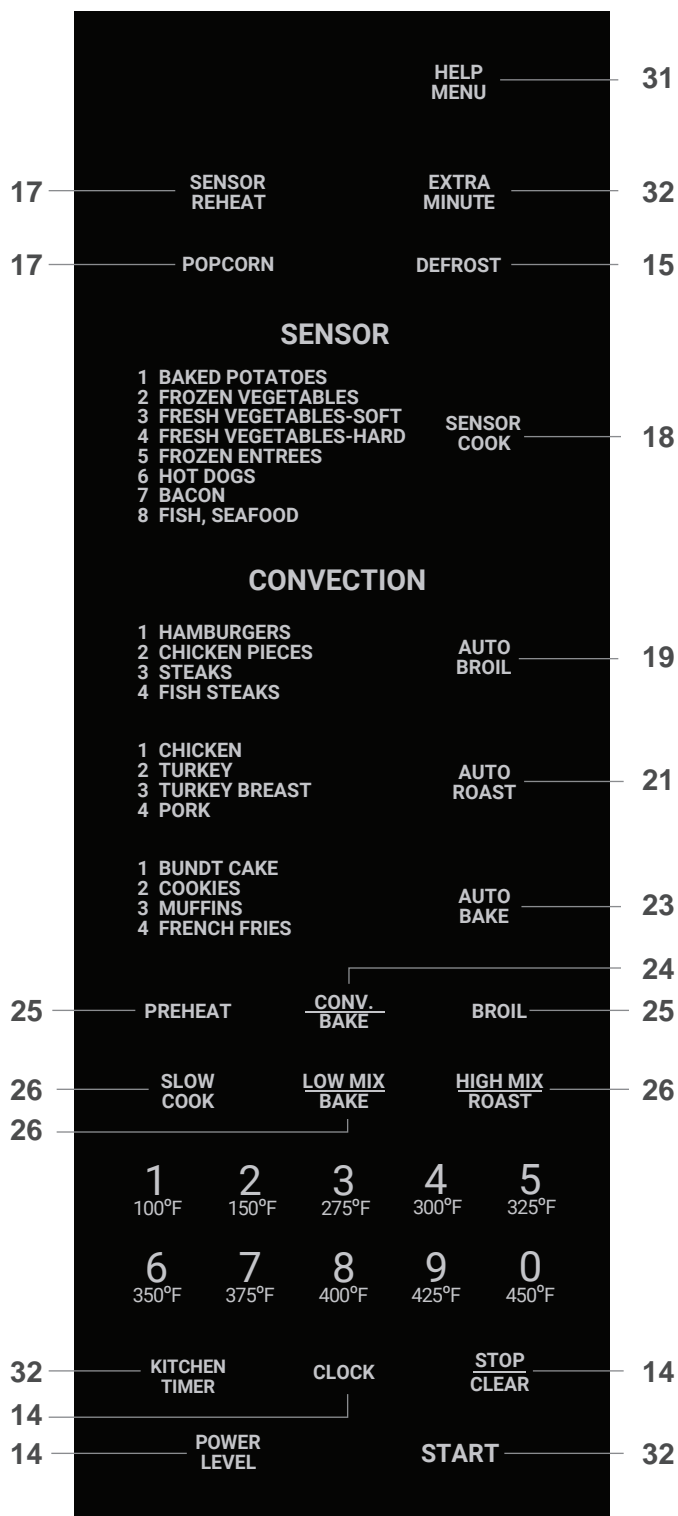 HELP
MENU
31
17
SENSOR
REHEAT
EXTRA
MINUTE
32
17
POPCORN
DEFROST
15
SENSOR
1 BAKED POTATOES
2 FROZEN VEGETABLES
3 FRESH VEGETABLES-SOFT
4 FRESH VEGETABLES-HARD
5 FROZEN ENTREES
6 HOT DOGS
7 BACON
8 FISH, SEAFOOD
SENSOR
COOK
18
CONVECTION
1 HAMBURGERS
2 CHICKEN PIECES
3 STEAKS
4 FISH STEAKS
AUTO
BROIL
19
1 CHICKEN
2 TURKEY
3 TURKEY BREAST
4 PORK
AUTO
ROAST
21
1 BUNDT CAKE
2 COOKIES
3 MUFFINS
4 FRENCH FRIES
AUTO
BAKE
23
24
25
PREHEAT
CONV.
BAKE
BROIL
25
26
SLOW
COOK
LOW MIX
BAKE
HIGH MIX
ROAST
26
26
1 2 3 4 5
100°F 150°F 275°F 300°F 325°F
6 7 8 9 0
350°F 375°F 400°F 425°F 450°F
32
KITCHEN
TIMER
CLOCK
STOP
CLEAR
14
14
14
POWER
LEVEL
START
32